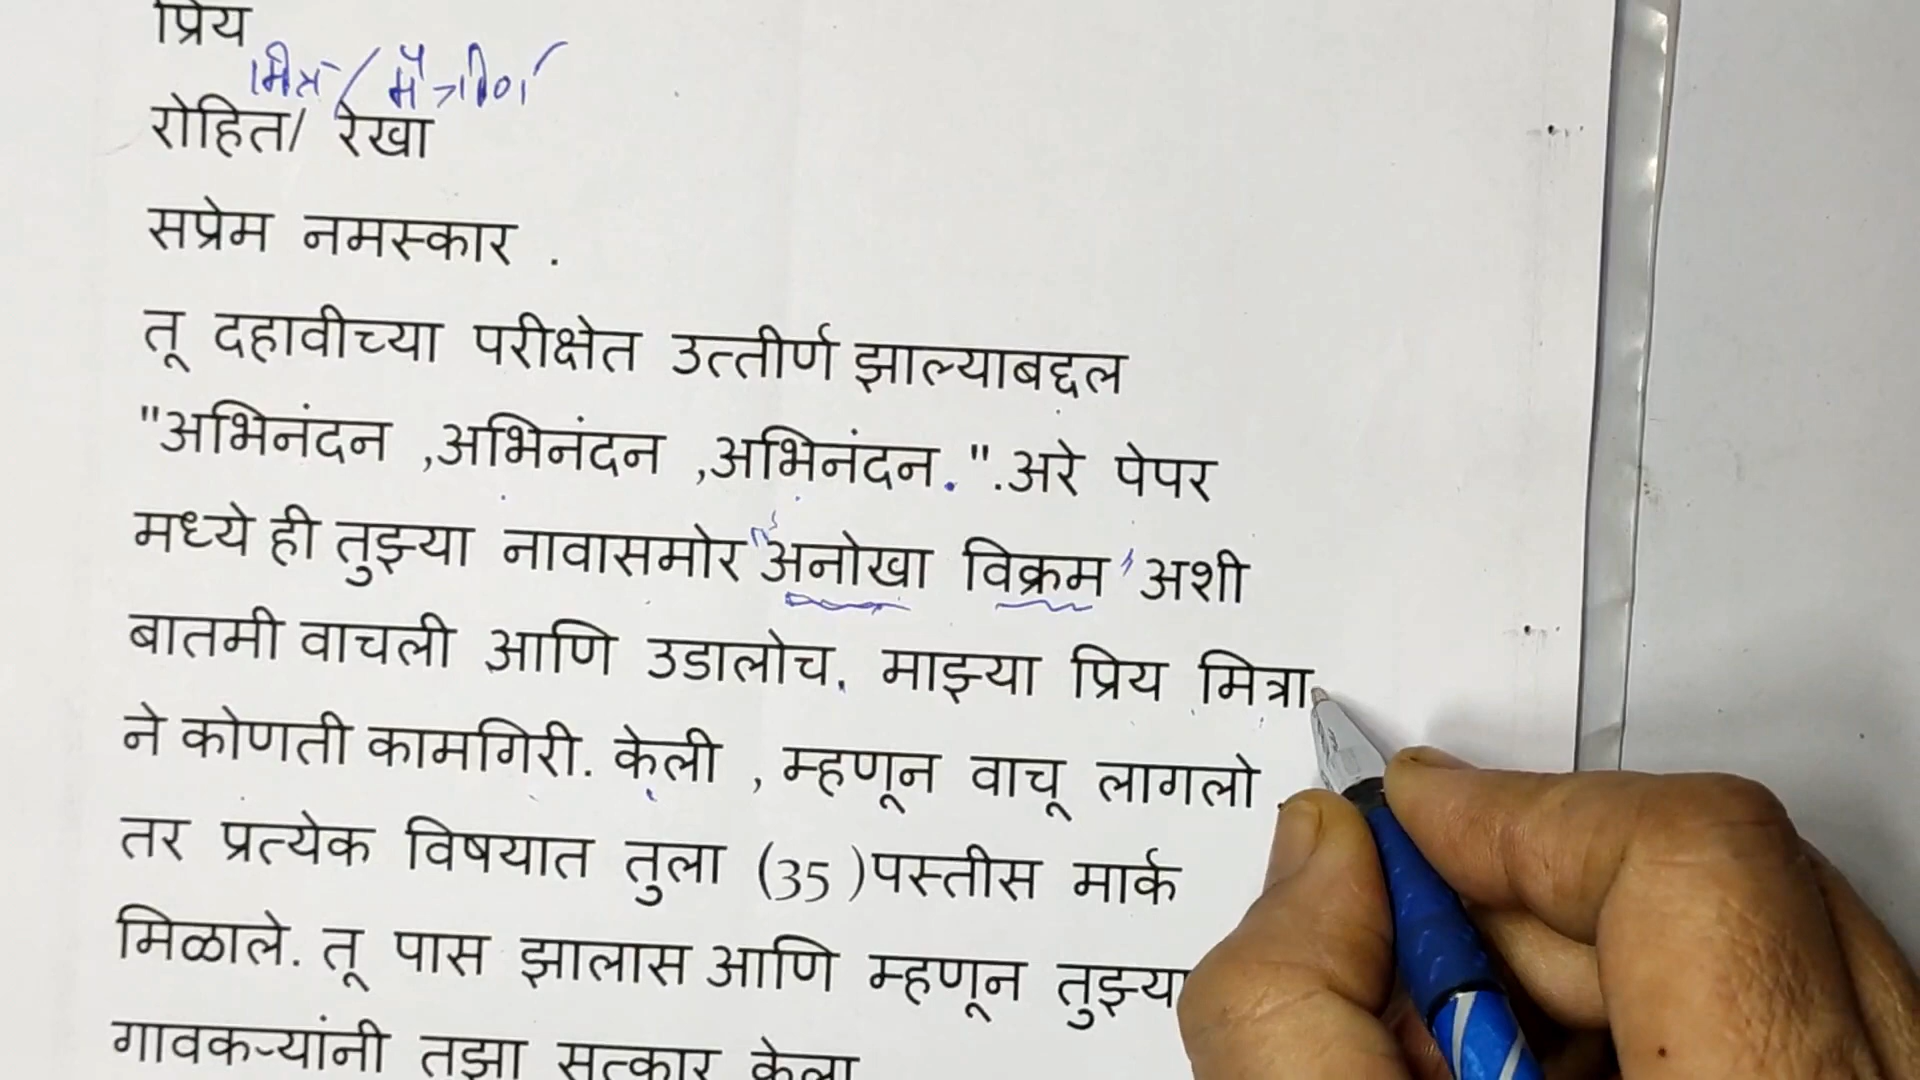 प्रिय
मित्र / मैत्रीण
रोहित/ रेखा
सप्रेम नमस्कार .
तू दहावीच्या परीक्षेत उत्तीर्ण झाल्याबद्दल
"अभिनंदन ,अभिनंदन ,अभिनंदन. ".अरे पेपर
मध्ये ही तुझ्या नावासमोर "अनोखा विक्रम ' अशी
बातमी वाचली आणि उडालोच. माझ्या प्रिय मित्रा
ने कोणती कामगिरी. केली , म्हणून वाचू लागलो .
तर प्रत्येक विषयात तुला (35 )पस्तीस मार्क
मिळाले. तू पास झालास आणि म्हणून तुझ्या
गावकऱ्यांनी तुझा सत्कार केला